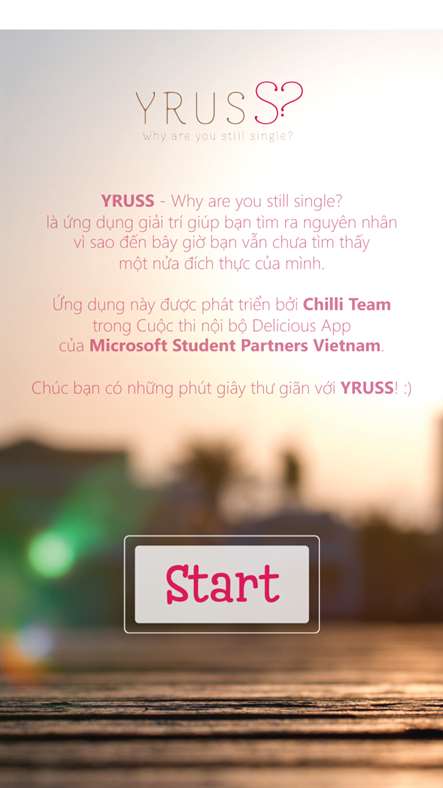 YRUSS?
Why are you still single?
YRUSS - Why are you still single?
là ứng dụng giải trí giúp bạn tìm ra nguyên nhân
vì sao đến bây giờ bạn vẫn chưa tìm thấy
một nửa đích thực của mình.
Ứng dụng này được phát triển bởi Chilli Team
trong Cuộc thi nội bộ Delicious App
của Microsoft Student Partners Vietnam.
Chúc bạn có những phút giây thư giãn với YRUSS! :)
Start